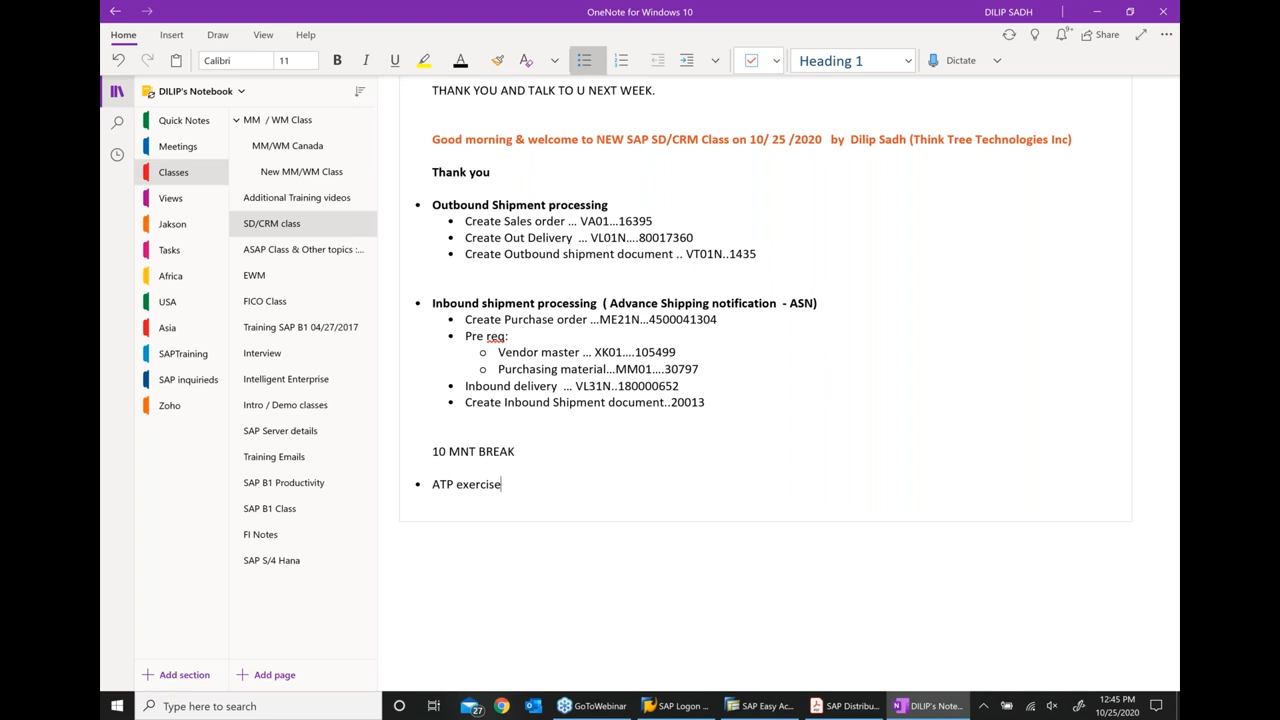 OneNote for Windows 10
DILIP SADH
Home Insert Draw View Help
9+ Share
Calibri 11 B I U A Heading 1 Dictate
DILIP's Notebook
Quick Notes
Meetings
Classes
Views
Jakson
Tasks
Africa
USA
Asia
SAPTraining
SAP inquirieds
Zoho
Add section
MM / WM Class
MM/WM Canada
New MM/WM Class
Additional Training videos
SD/CRM class
ASAP Class & Other topics :...
EWM
FICO Class
Training SAP B1 04/27/2017
Interview
Intelligent Enterprise
Intro / Demo classes
SAP Server details
Training Emails
SAP B1 Productivity
SAP B1 Class
FI Notes
SAP S/4 Hana
Add page
THANK YOU AND TALK TO U NEXT WEEK.
Good morning & welcome to NEW SAP SD/CRM Class on 10/ 25 /2020 by Dilip Sadh (Think Tree Technologies Inc)
Thank you
• Outbound Shipment processing
• Create Sales order ... VA01...16395
• Create Out Delivery ... VL01N....80017360
• Create Outbound shipment document .. VT01N..1435
• Inbound shipment processing ( Advance Shipping notification - ASN)
• Create Purchase order ...ME21N...4500041304
• Pre req:
o Vendor master ... XK01....105499
o Purchasing material...MM01....30797
• Inbound delivery ... VL31N..180000652
• Create Inbound Shipment document..20013
10 MNT BREAK
• ATP exercise
Type here to search
27
GoToWebinar
SAP Logon ...
SAP Easy Ac...
SAP Distribu...
DILIP's Note...
12:45 PM
10/25/2020